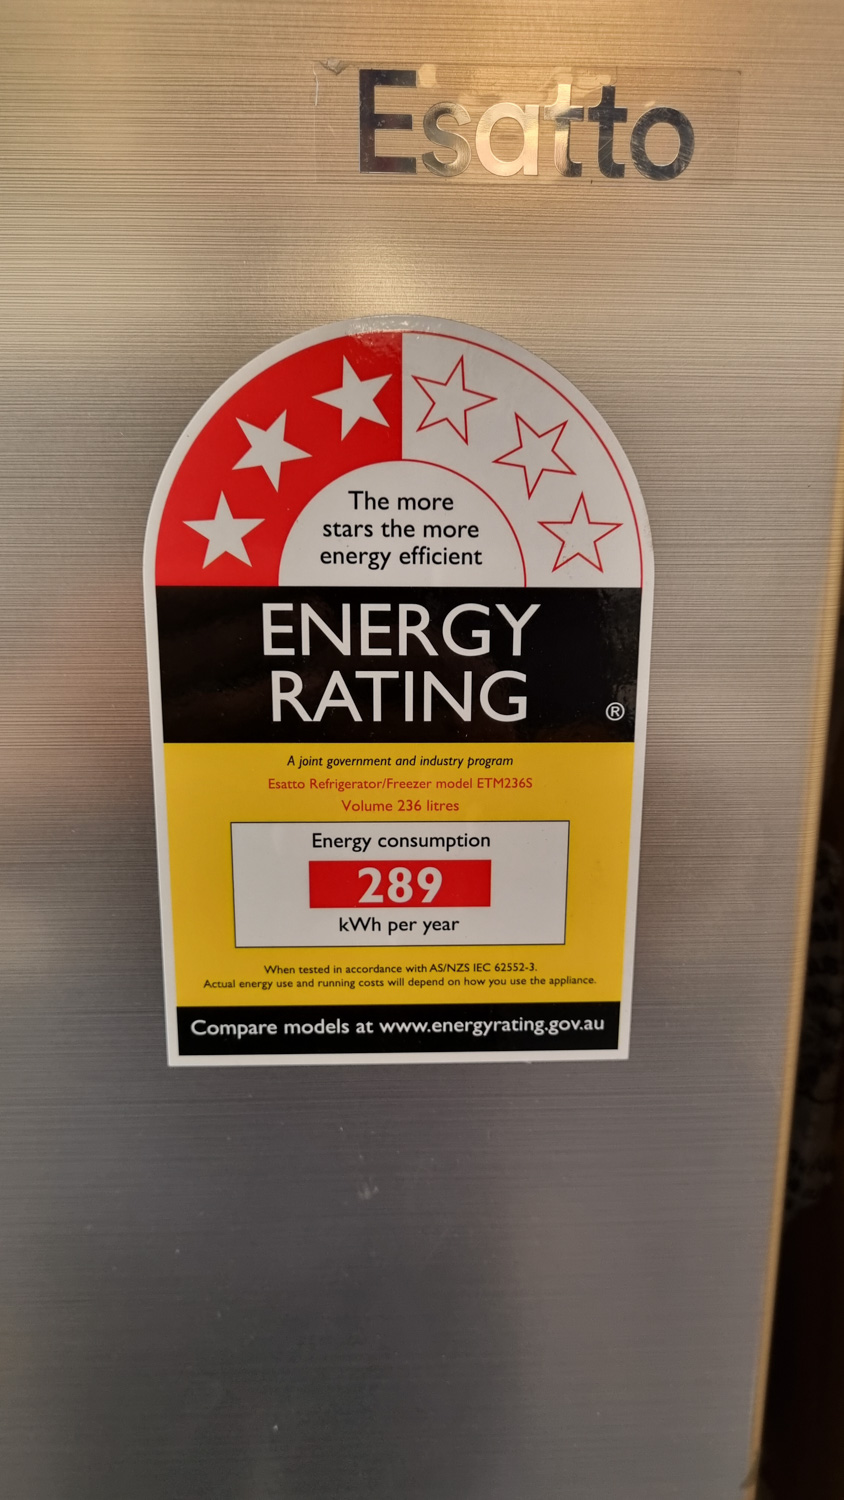 Esatto
The more
stars the more
energy efficient
ENERGY
RATING ®
A joint government and industry program
Esatto Refrigerator/Freezer model ETM236S
Volume 236 litres
Energy consumption
289
kWh per year
When tested in accordance with AS/NZS IEC 62552-3.
Actual energy use and running costs will depend on how you use the appliance.
Compare models at www.energyrating.gov.au